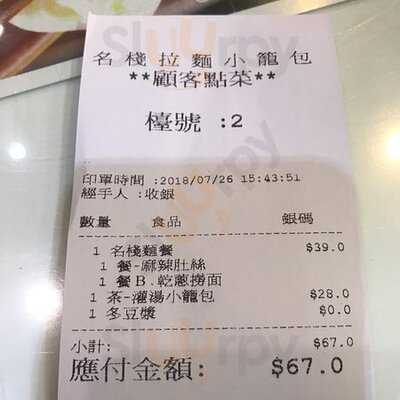 名棧拉麵小籠包
**顧客點菜**
檯號 :2
印單時間 :2018/07/26 15:43:51
經手人 :收銀
數量 食品 銀碼
1 名棧麵餐 $39.0
1 餐-麻辣肚絲
1 餐B.乾蔥撈面
1 茶-灌湯小籠包 $28.0
1 冬豆漿 $0.0
小計: $67.0
應付金額: $67.0
Sluurpy
Sluurpy
Sluurpy